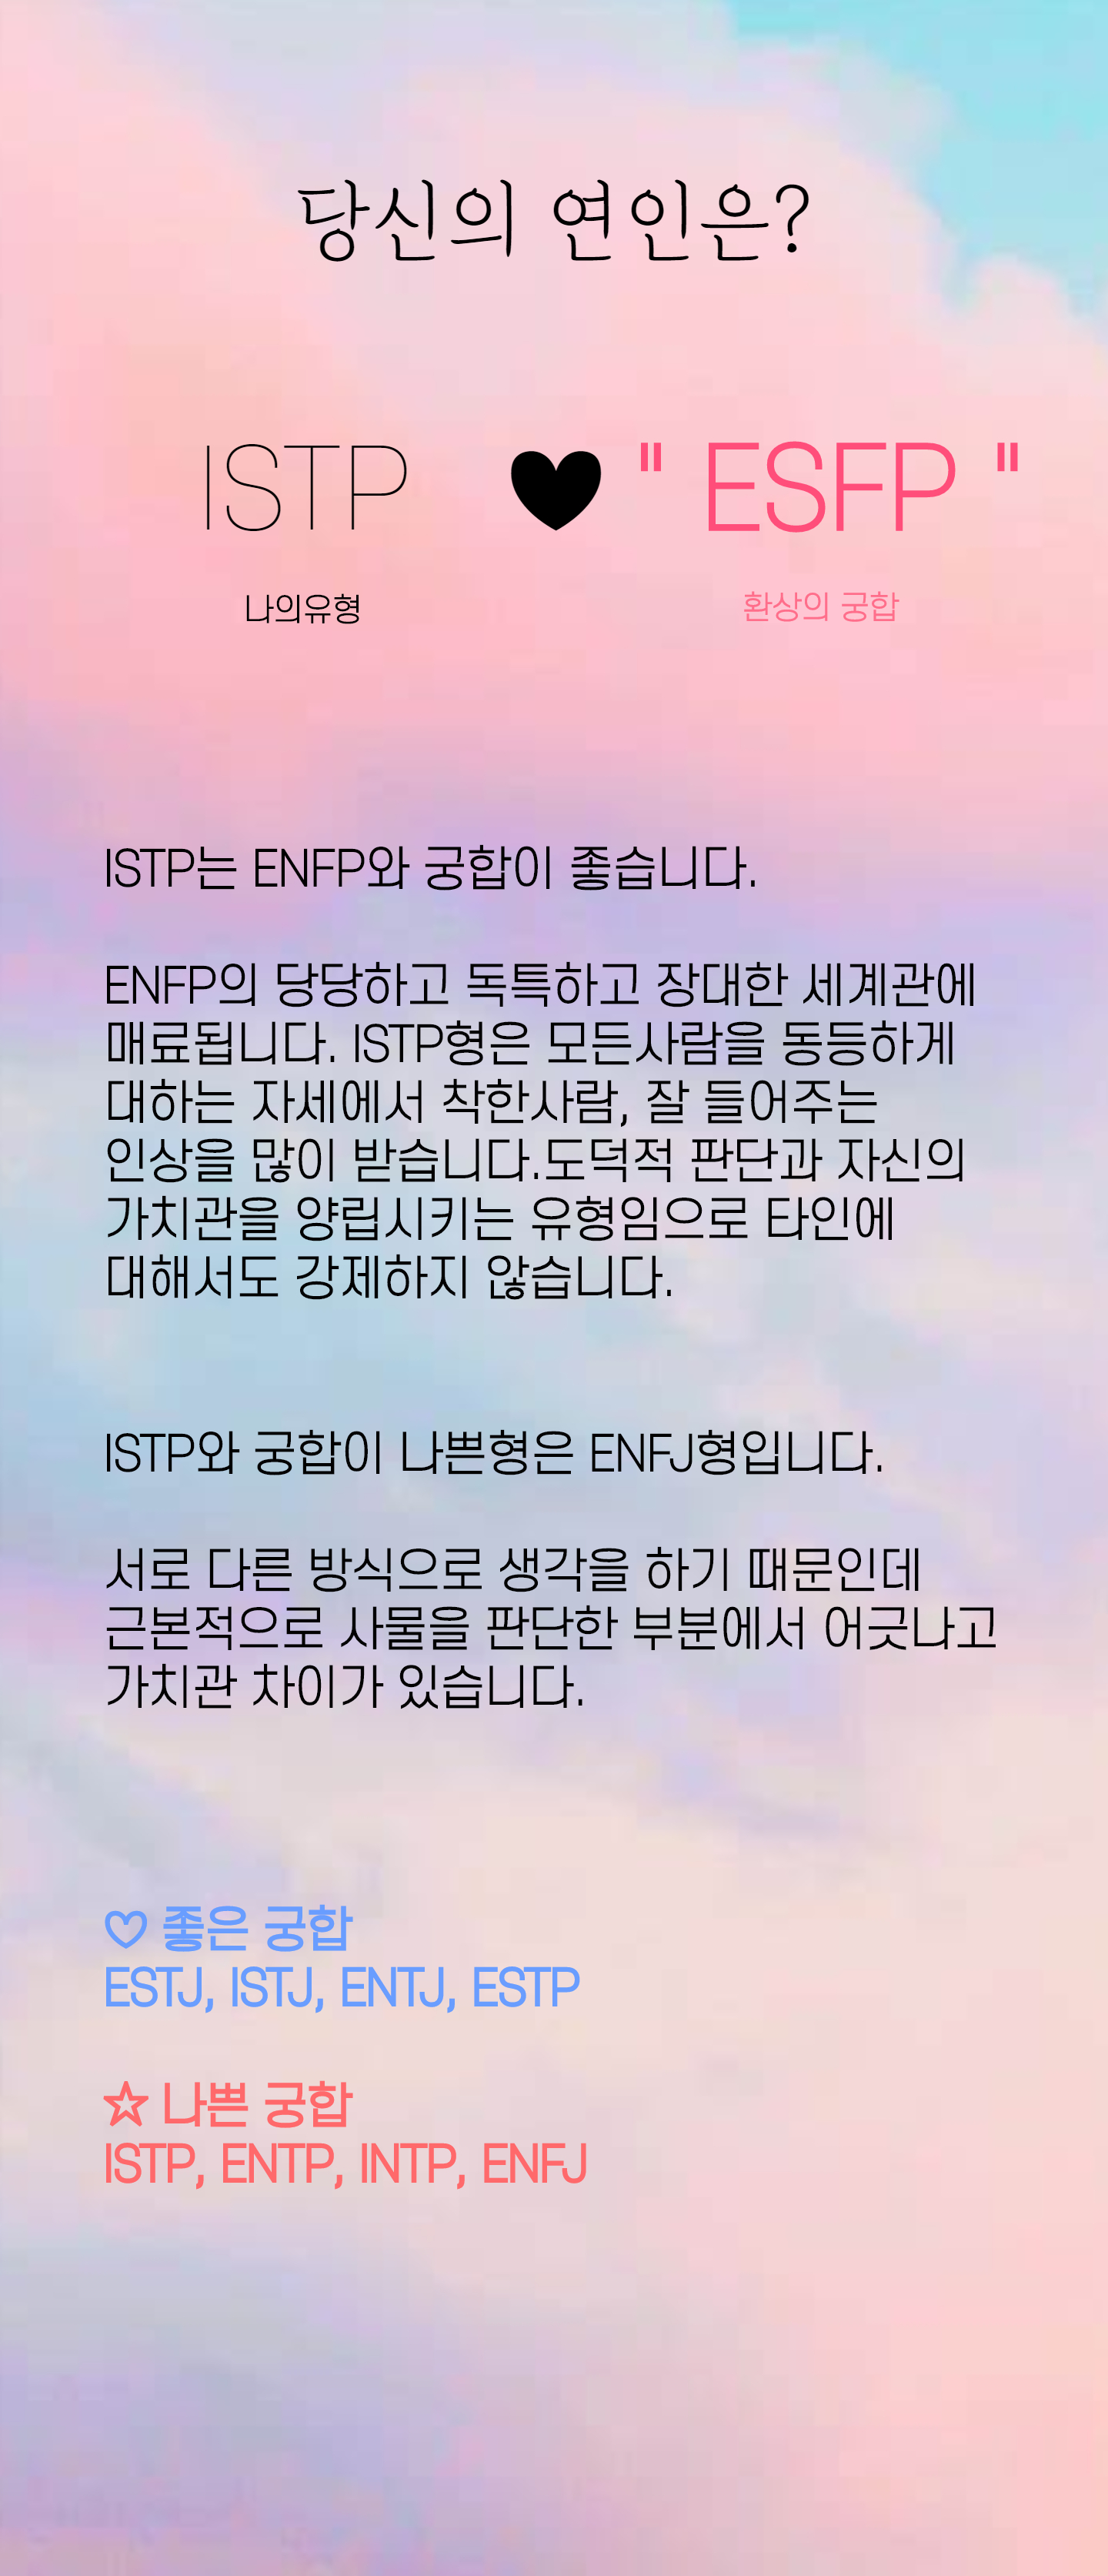 당신의 연인은?
ISTP ♥ " ESFP "
나의유형 환상의 궁합
ISTP는 ENFP와 궁합이 좋습니다.
ENFP의 당당하고 독특하고 장대한 세계관에
매료됩니다. ISTP형은 모든사람을 동등하게
대하는 자세에서 착한사람, 잘 들어주는
인상을 많이 받습니다.도덕적 판단과 자신의
가치관을 양립시키는 유형임으로 타인에
대해서도 강제하지 않습니다.
ISTP와 궁합이 나쁜형은 ENFJ형입니다.
서로 다른 방식으로 생각을 하기 때문인데
근본적으로 사물을 판단한 부분에서 어긋나고
가치관 차이가 있습니다.
♡ 좋은 궁합
ESTJ, ISTJ, ENTJ, ESTP
☆ 나쁜 궁합
ISTP, ENTP, INTP, ENFJ